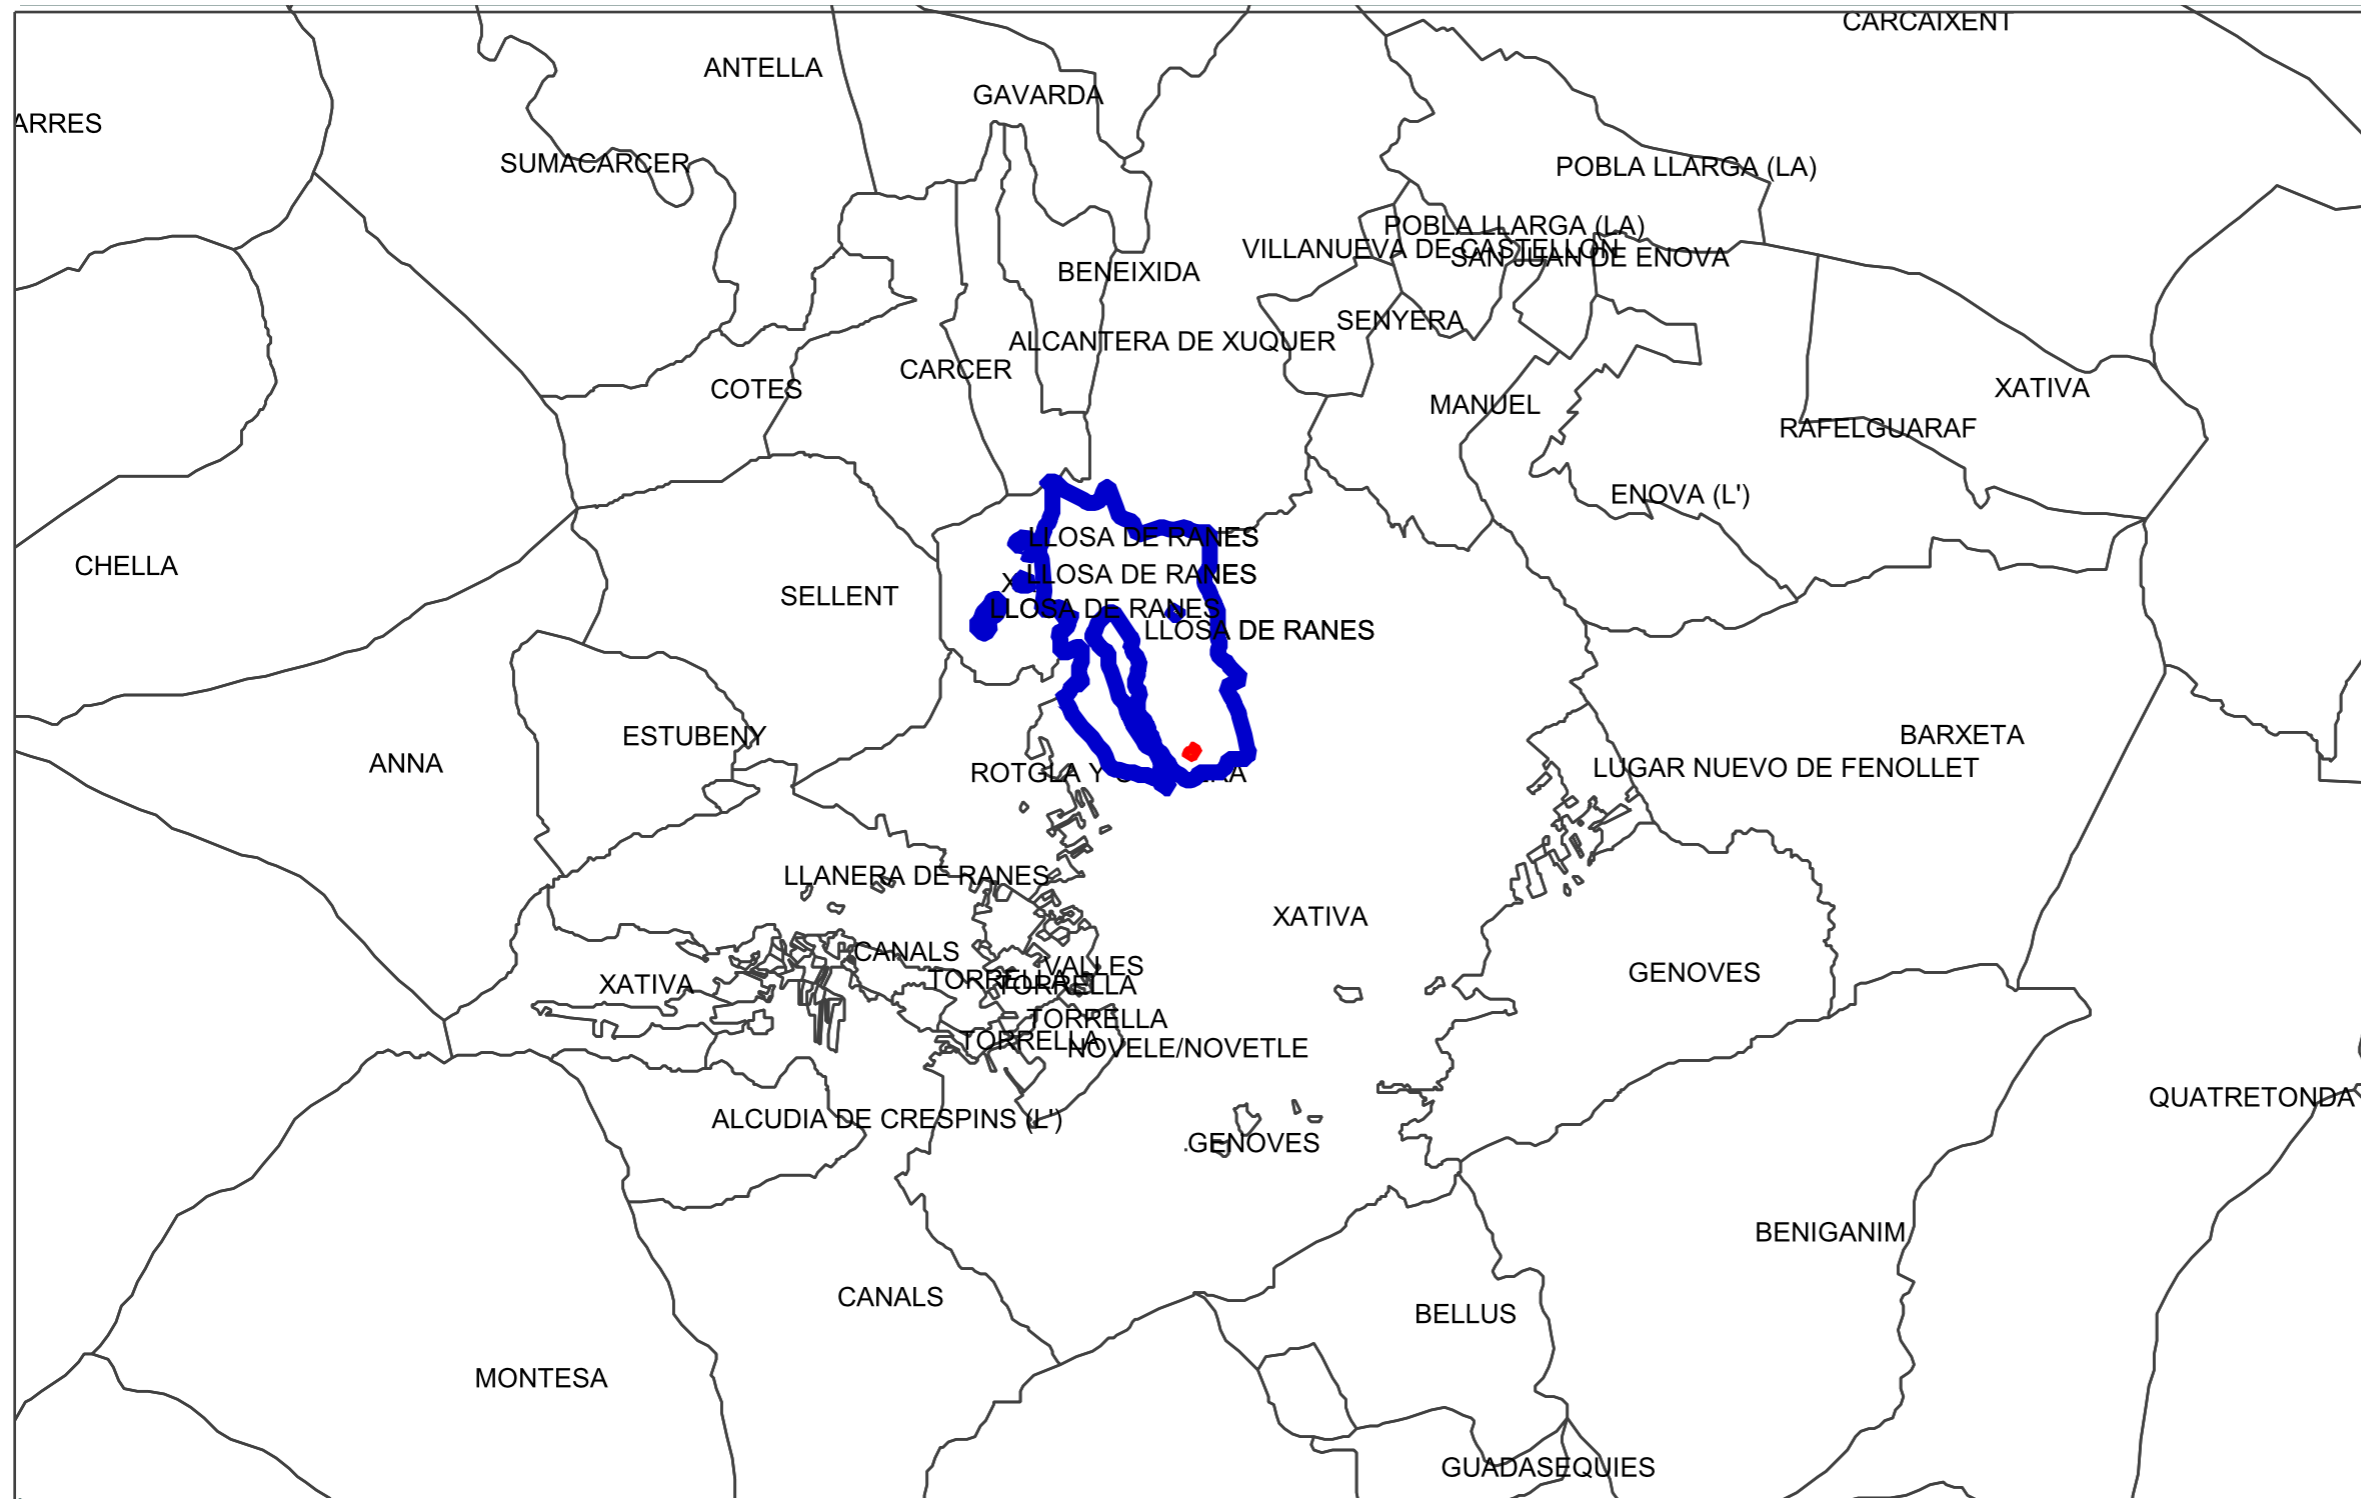 CARCAIXENT
ANTELLA
GAVARDA
ARRES
SUMACARCER
POBLA LLARGA (LA)
POBLA LLARGA (LA)
VILLANUEVA DE CASTELLON
SAN JUAN DE ENOVA
BENEIXIDA
SENYERA
ALCANTERA DE XUQUER
CARCER
COTES
XATIVA
MANUEL
RAFELGUARAF
ENOVA (L')
LLOSA DE RANES
CHELLA
LLOSA DE RANES
X
SELLENT
LLOSA DE RANES
LLOSA DE RANES
ESTUBENY
BARXETA
ANNA
LUGAR NUEVO DE FENOLLET
ROTGLA Y
LLANERA DE RANES
XATIVA
CANALS
VALLES
GENOVES
TORRELLA
TORRELLA
XATIVA
TORRELLA
TORRELLA
NOVELE/NOVETLE
QUATRETONDA
ALCUDIA DE CRESPINS (L')
GENOVES
BENIGANIM
CANALS
BELLUS
MONTESA
GUADASEQUIES